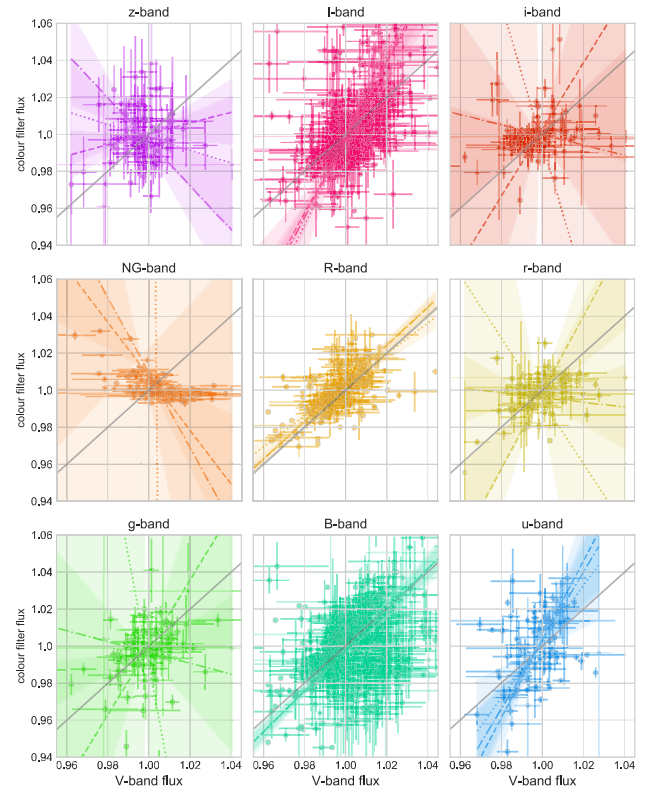 z-band I-band i-band
1.06
1.04
1.02
1.0
0.98
0.96
0.94
colour filter flux
NG-band R-band r-band
1.06
1.04
1.02
1.0
0.98
0.96
0.94
colour filter flux
g-band B-band u-band
1.06
1.04
1.02
1.0
0.98
0.96
0.94
colour filter flux
0.96 0.98 1.00 1.02 1.04 0.96 0.98 1.00 1.02 1.04 0.96 0.98 1.00 1.02 1.04
V-band flux V-band flux V-band flux